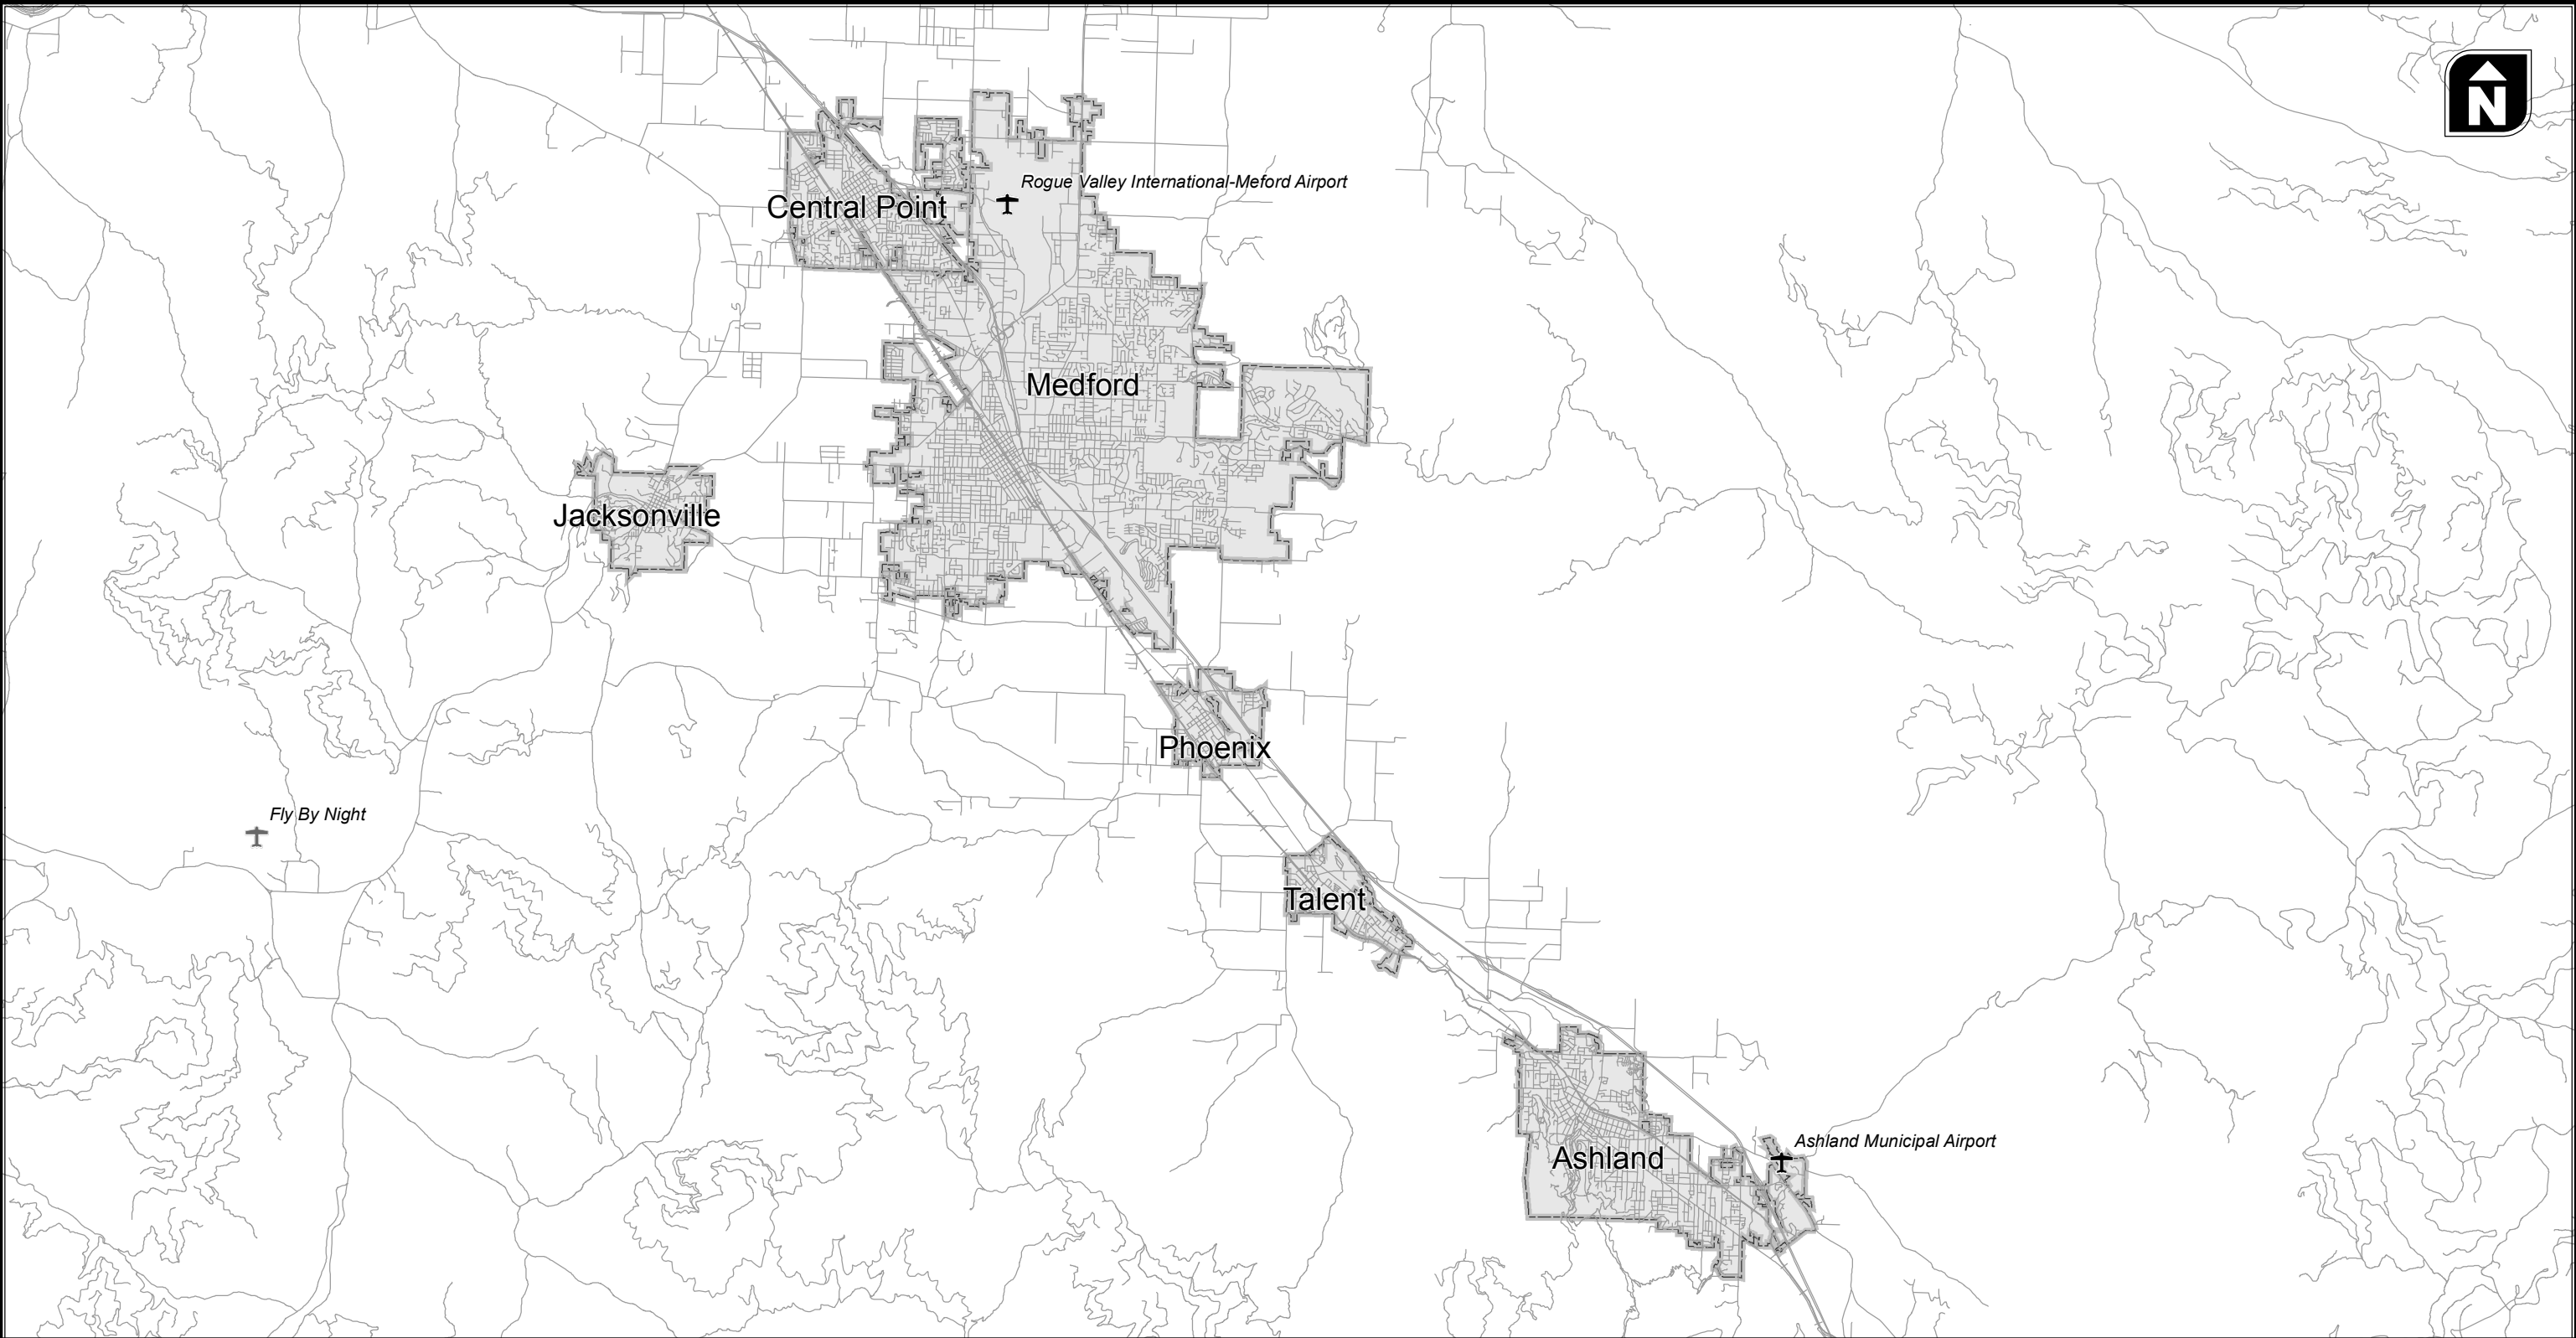 N
Rogue Valley International-Meford Airport
Central Point
Medford
Jacksonville
Phoenix
Fly By Night
Talent
Ashland Municipal Airport
Ashland